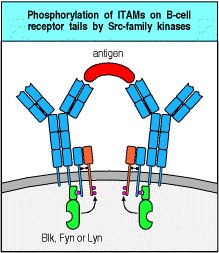 Phosphorylation of ITAMs on B-cell
receptor tails by Src-family kinases
antigen
Blk, Fyn or Lyn